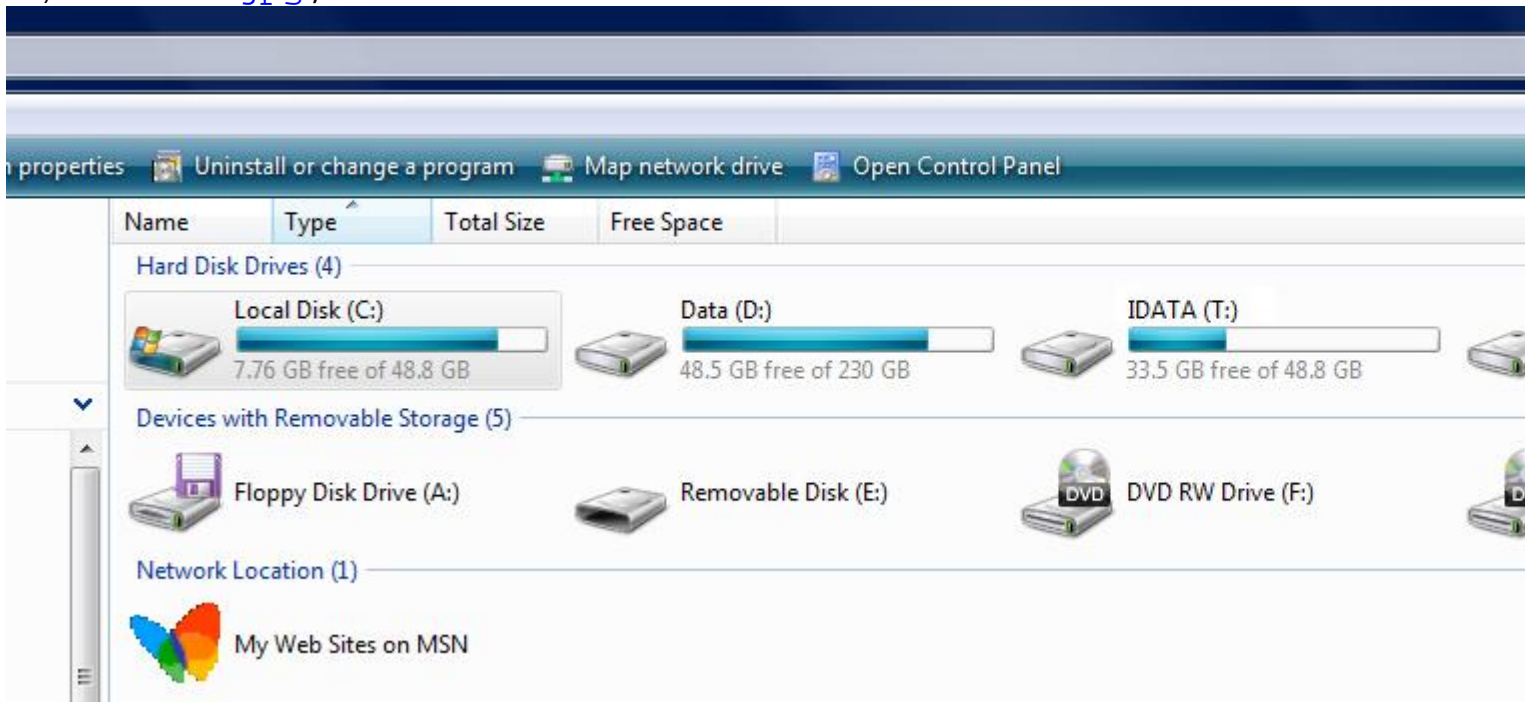 properties Uninstall or change a program Map network drive Open Control Panel
Name Type Total Size Free Space
Hard Disk Drives (4)
Local Disk (C:) Data (D:) IDATA (T:)
7.76 GB free of 48.8 GB 48.5 GB free of 230 GB 33.5 GB free of 48.8 GB
Devices with Removable Storage (5)
Floppy Disk Drive (A:) Removable Disk (E:) DVD DVD RW Drive (F:)
Network Location (1)
My Web Sites on MSN